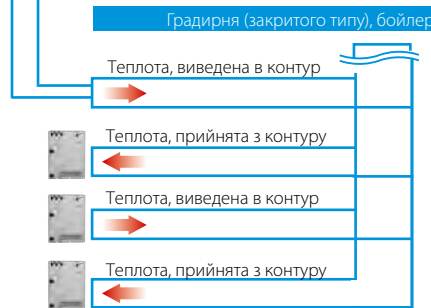 Градирня (закритого типу), бойлер
Теплота, виведена в контур
Теплота, прийнята з контуру
Теплота, виведена в контур
Теплота, прийнята з контуру